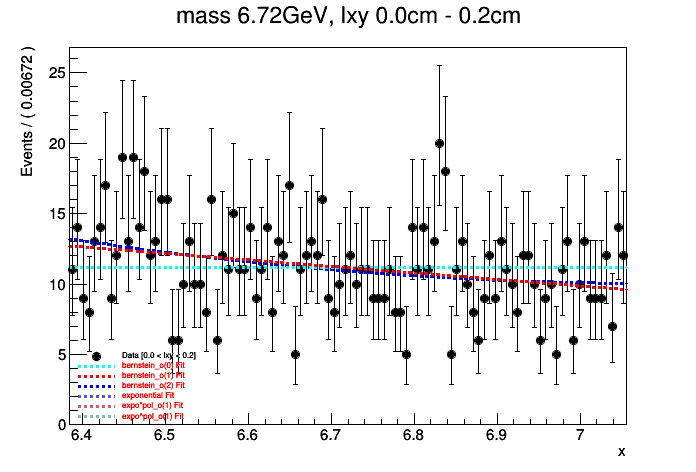 mass 6.72GeV, lxy 0.0cm - 0.2cm
Events / ( 0.00672 )
25
20
15
10
5
0
Data [0.0 < lxy < 0.2]
bernstein_o(0) Fit
bernstein_o(1) Fit
bernstein_o(2) Fit
exponential Fit
expo*pol_o(1) Fit
expo^pol_o(1) Fit
6.4 6.5 6.6 6.7 6.8 6.9 7
x